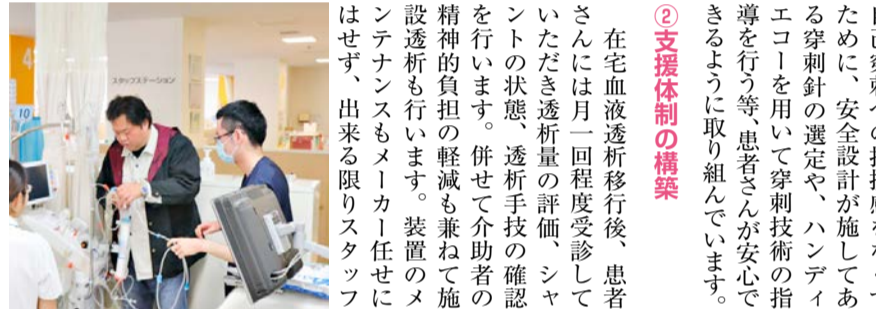 ために、安全設計が施してあ
る穿刺針の選定や、ハンディ
エコーを用いて穿刺技術の指
導を行う等、患者さんが安心で
きるように取り組んでいます。
②支援体制の構築
在宅血液透析移行後、患者
さんには月一回程度受診して
いただき透析量の評価、シャ
ントの状態、透析手技の確認
を行います。併せて介助者の
精神的負担の軽減も兼ねて施
設透析も行います。装置のメ
ンテナンスもメーカー任せに
はせず、出来る限りスタッフ
スタッフステーション
10